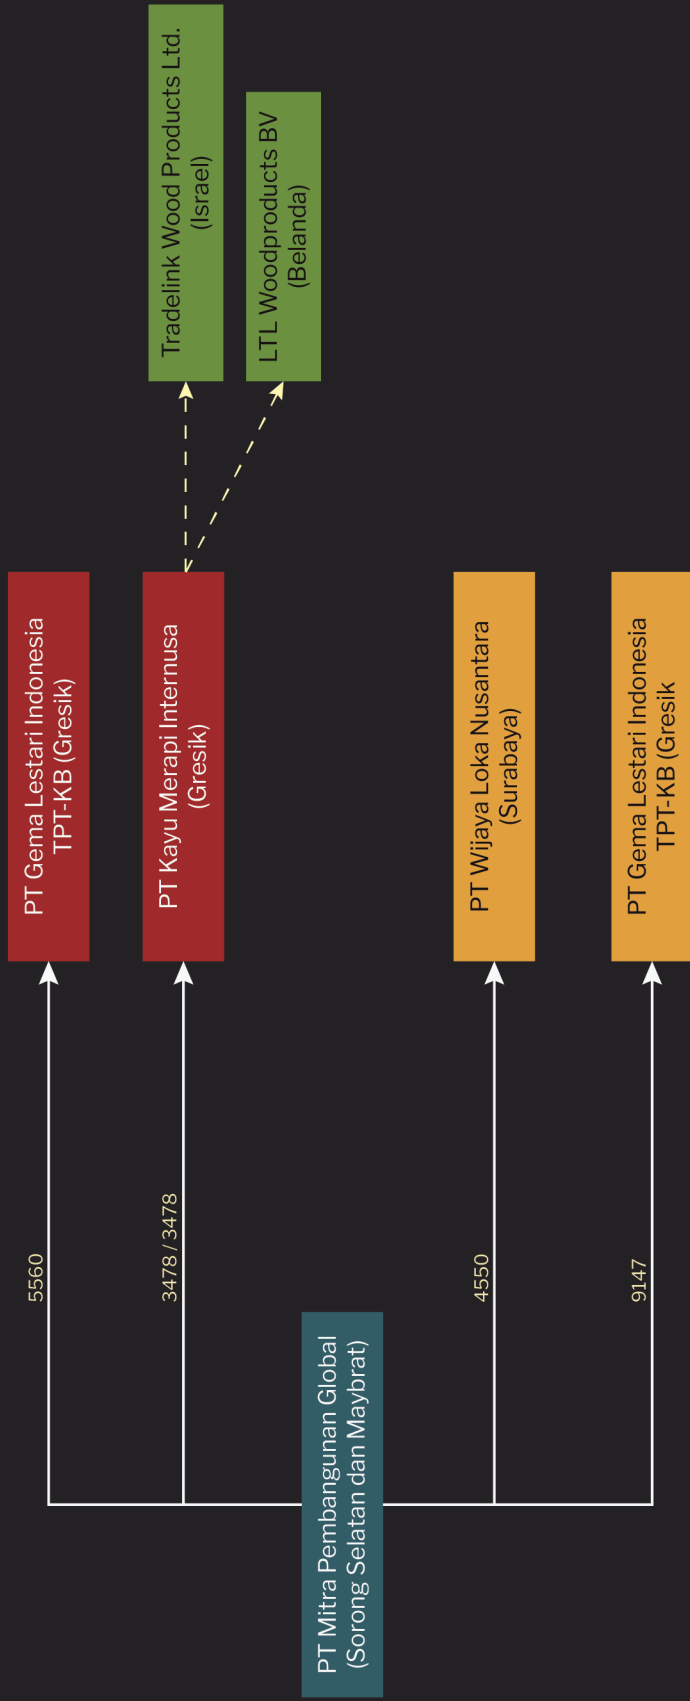 PT Mitra Pembangunan Global
(Sorong Selatan dan Maybrat)
5560
PT Gema Lestari Indonesia
TPT-KB (Gresik)
3478 / 3478
PT Kayu Merapi Internusa
(Gresik)
Tradelink Wood Products Ltd.
(Israel)
LTL Woodproducts BV
(Belanda)
4550
PT Wijaya Loka Nusantara
(Surabaya)
9147
PT Gema Lestari Indonesia
TPT-KB (Gresik